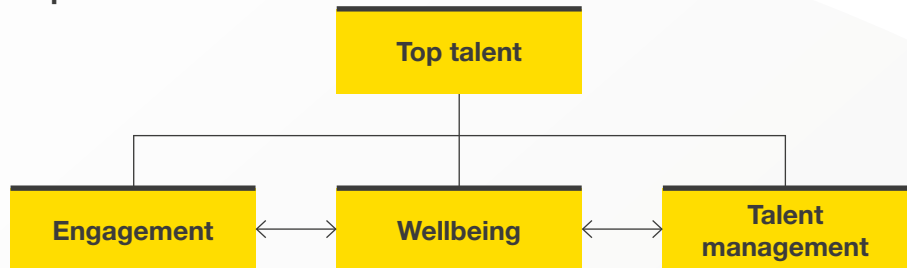 Top talent
Engagement
Wellbeing
Talent
management